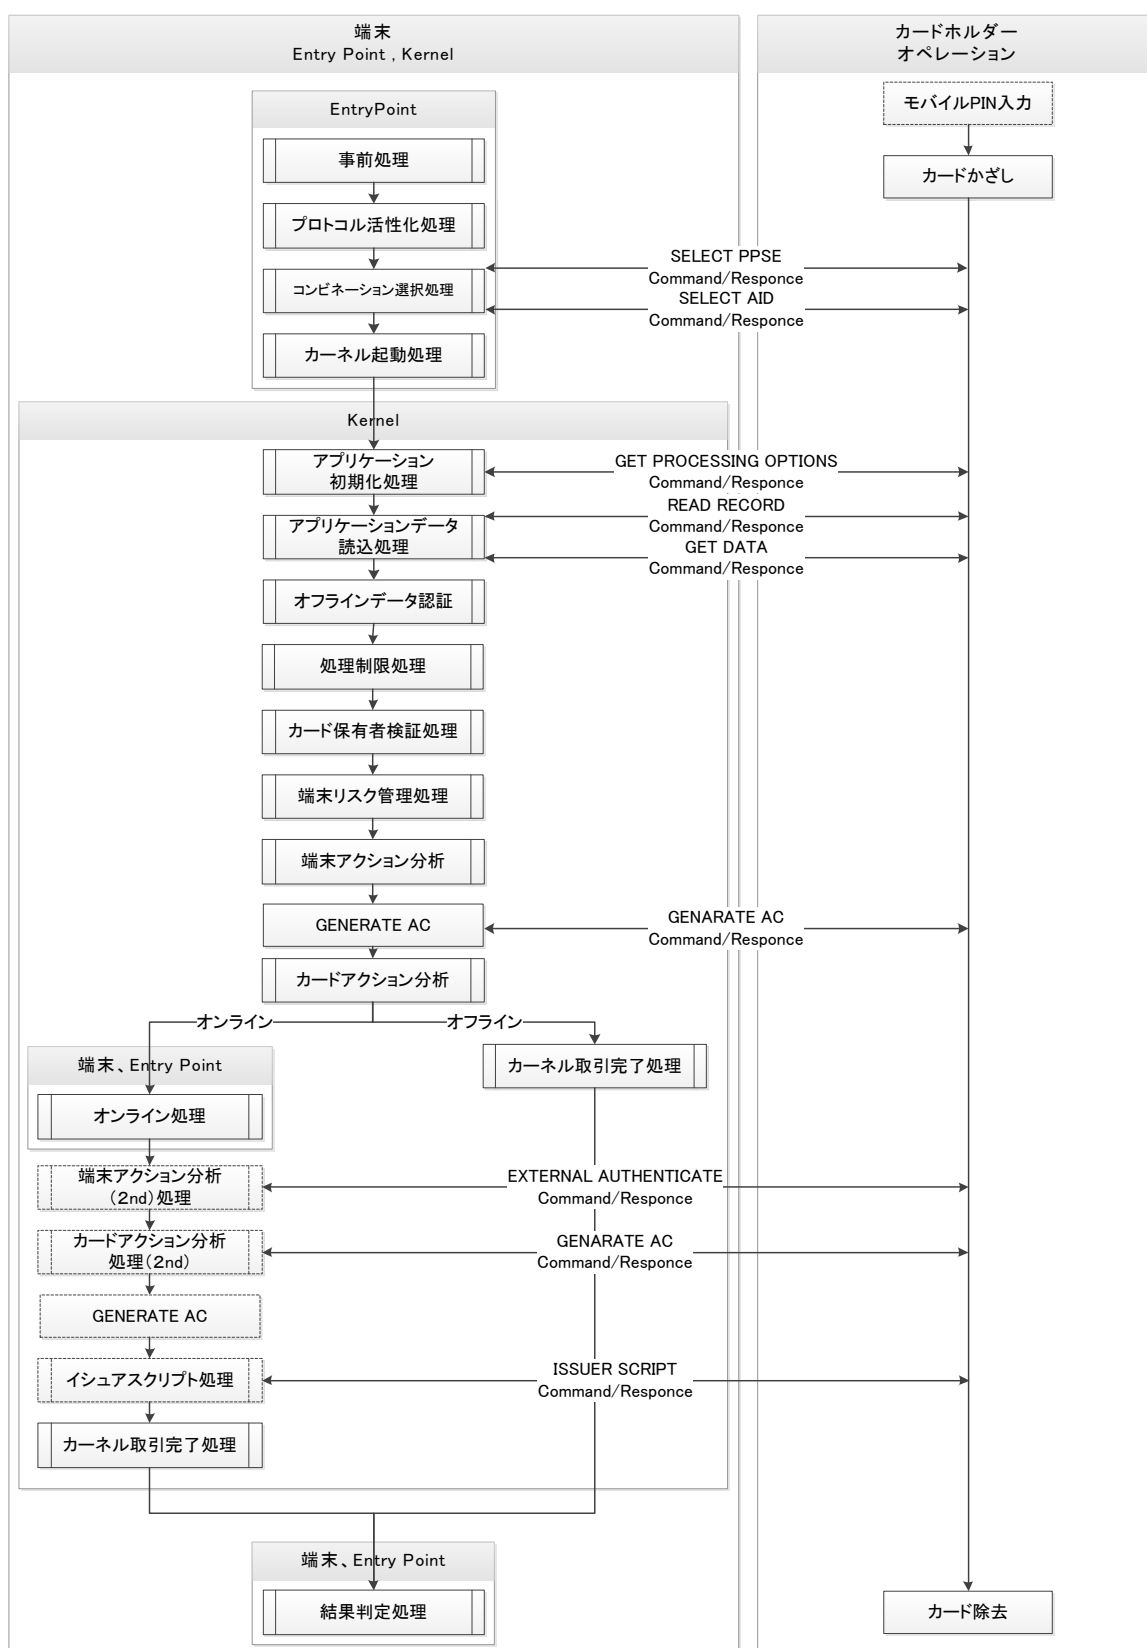 端末
Entry Point , Kernel
カードホルダー
オペレーション
EntryPoint
モバイルPIN入力
事前処理
カードかざし
プロトコル活性化処理
SELECT PPSE
Command/Responce
コンビネーション選択処理
SELECT AID
Command/Responce
カーネル起動処理
Kernel
アプリケーション
初期化処理
GET PROCESSING OPTIONS
Command/Responce
アプリケーションデータ
読込処理
READ RECORD
Command/Responce
GET DATA
Command/Responce
オフラインデータ認証
処理制限処理
カード保有者検証処理
端末リスク管理処理
端末アクション分析
GENERATE AC
GENARATE AC
Command/Responce
カードアクション分析
オンライン
オフライン
端末、Entry Point
カーネル取引完了処理
オンライン処理
端末アクション分析
(2nd)処理
EXTERNAL AUTHENTICATE
Command/Responce
カードアクション分析
処理(2nd)
GENARATE AC
Command/Responce
GENERATE AC
イシュアスクリプト処理
ISSUER SCRIPT
Command/Responce
カーネル取引完了処理
端末、Entry Point
結果判定処理
カード除去